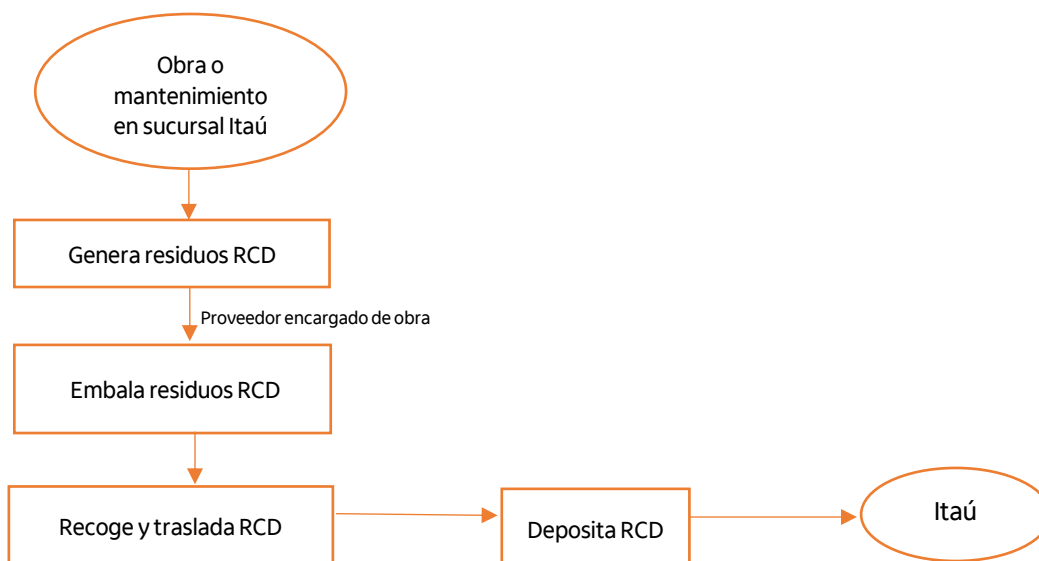 Obra o
mantenimiento
en sucursal Itaú
Genera residuos RCD
Proveedor encargado de obra
Embala residuos RCD
Recoge y traslada RCD
Deposita RCD
Itaú